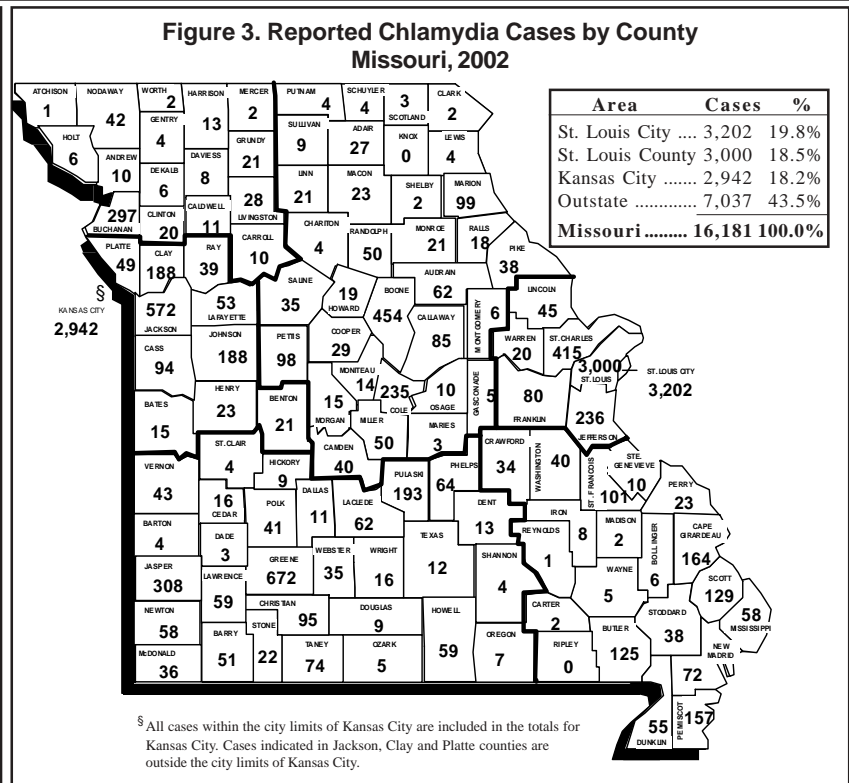 Figure 3. Reported Chlamydia Cases by County
Missouri, 2002
Area Cases %
St. Louis City .... 3,202 19.8%
St. Louis County 3,000 18.5%
Kansas City ....... 2,942 18.2%
Outstate ............ 7,037 43.5%
Missouri ......... 16,181 100.0%
ATCHISON
1
NODAWAY
42
WORTH
2
HARRISON
13
MERCER
2
PUTNAM
4
SCHUYLER
4
3
SCOTLAND
CLARK
2
HOLT
6
ANDREW
10
GENTRY
4
DEKALB
6
DAVIESS
8
GRUNDY
21
SULLIVAN
9
ADAIR
27
KNOX
0
LEWIS
4
297
BUCHANAN
CLINTON
20
CALDWELL
11
28
LIVINGSTON
LINN
21
MACON
23
SHELBY
2
MARION
99
PLATTE
49
CLAY
188
RAY
39
CARROLL
10
CHARITON
4
RANDOLPH
50
MONROE
21
RALLS
18
PIKE
38
§
KANSAS CITY
2,942
572
JACKSON
53
LAFAYETTE
SALINE
35
19
HOWARD
BOONE
454
AUDRAIN
62
CALLAWAY
85
MONTGOMERY
6
LINCOLN
45
WARREN
20
ST.CHARLES
415
3,000
ST. LOUIS
ST. LOUIS CITY
3,202
CASS
94
JOHNSON
188
PETTIS
98
COOPER
29
MONITEAU
14
235
COLE
10
OSAGE
GASCONADE
5
80
FRANKLIN
236
JEFFERSON
BATES
15
HENRY
23
BENTON
21
15
MORGAN
MILLER
50
MARIES
3
CAMDEN
40
VERNON
43
ST.CLAIR
4
HICKORY
9
PULASKI
193
PHELPS
64
CRAWFORD
34
WASHINGTON
40
ST. FRANCOIS
101
STE.
GENEVIEVE
10
PERRY
23
BARTON
4
16
CEDAR
POLK
41
DALLAS
11
LACLEDE
62
DENT
13
IRON
8
REYNOLDS
1
MADISON
2
BOLLINGER
6
CAPE
GIRARDEAU
164
JASPER
308
DADE
3
GREENE
672
WEBSTER
35
WRIGHT
16
TEXAS
12
SHANNON
4
WAYNE
5
SCOTT
129
58
MISSISSIPPI
NEWTON
58
LAWRENCE
59
CHRISTIAN
95
DOUGLAS
9
HOWELL
59
CARTER
2
BUTLER
125
STODDARD
38
NEW
MADRID
72
McDONALD
36
BARRY
51
STONE
22
TANEY
74
OZARK
5
OREGON
7
RIPLEY
0
55
DUNKLIN
PEMISCOT
157
§ All cases within the city limits of Kansas City are included in the totals for
Kansas City. Cases indicated in Jackson, Clay and Platte counties are
outside the city limits of Kansas City.